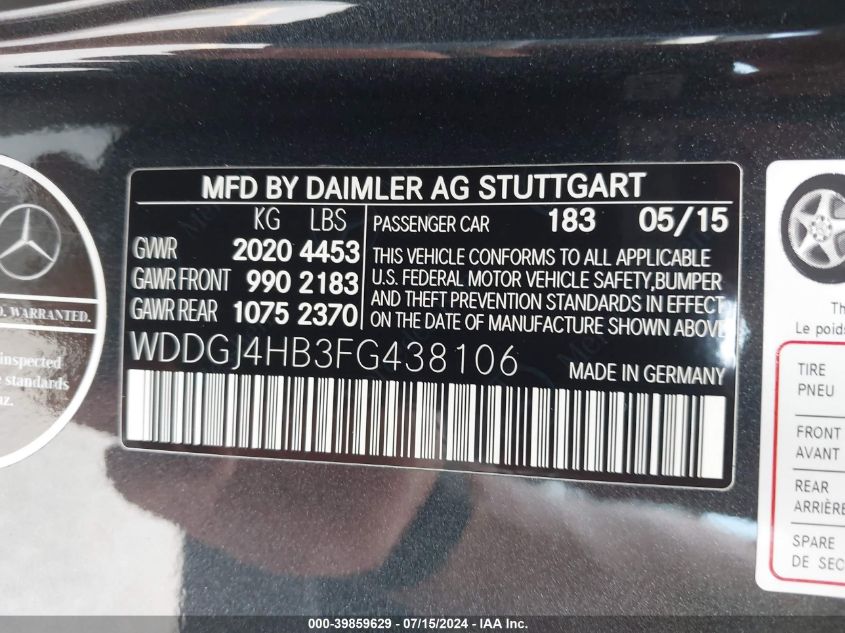 MFD BY DAIMLER AG STUTTGART
KG LBS
GVWR 2020 4453
GAWR FRONT 990 2183
GAWR REAR 1075 2370
PASSENGER CAR 183 05/15
THIS VEHICLE CONFORMS TO ALL APPLICABLE
U.S. FEDERAL MOTOR VEHICLE SAFETY,BUMPER
AND THEFT PREVENTION STANDARDS IN EFFECT
ON THE DATE OF MANUFACTURE SHOWN ABOVE
WDDGJ4HB3FG438106
MADE IN GERMANY
WARRANTED.
inspected
standards
Th
Le poids
TIRE
PNEU
FRONT
AVANT
REAR
ARRIÈRE
SPARE
DE SEC
000-39859629 - 07/15/2024 - IAAI, Inc.